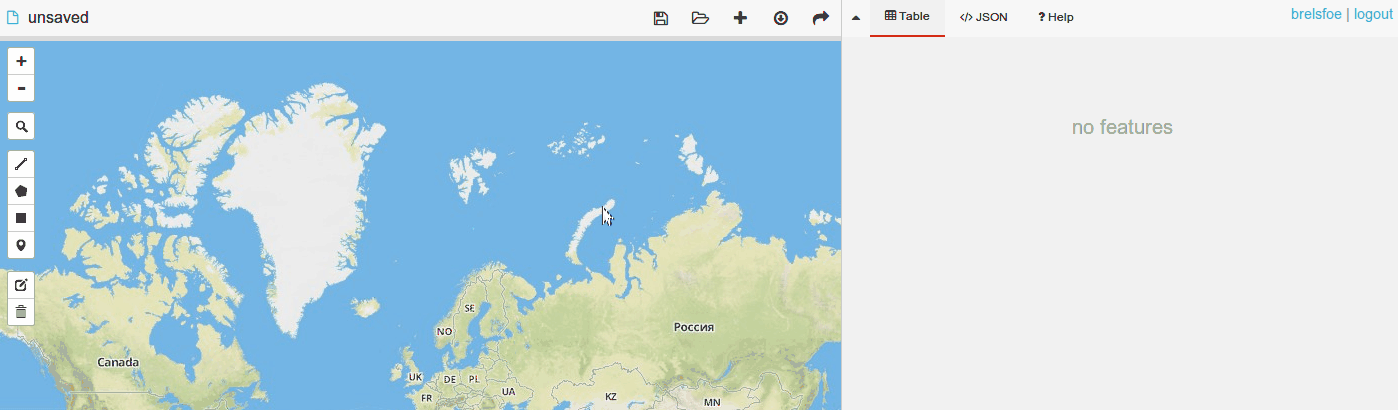 unsaved
Table
</> JSON
? Help
brelsfoe | logout
no features
SE
NO
Россия
Canada
UK
DE
PL
FR
UA
KZ
MN